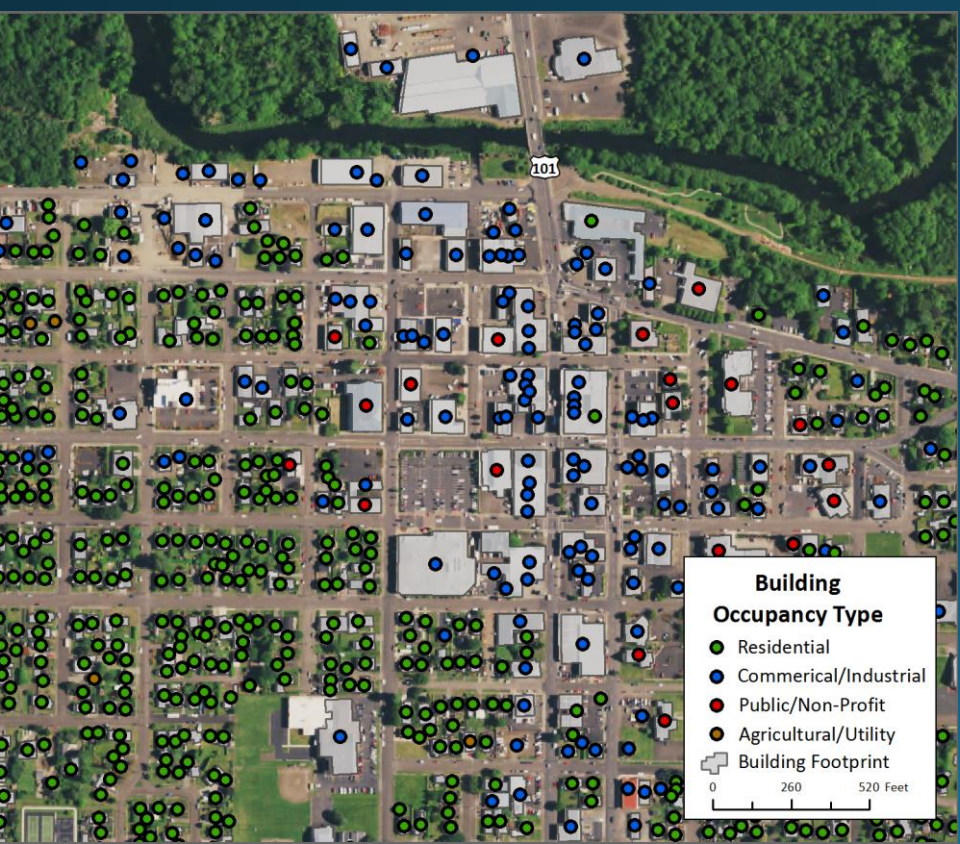 101
Building
Occupancy Type
Residential
Commerical/Industrial
Public/Non-Profit
Agricultural/Utility
Building Footprint
0 260 520 Feet